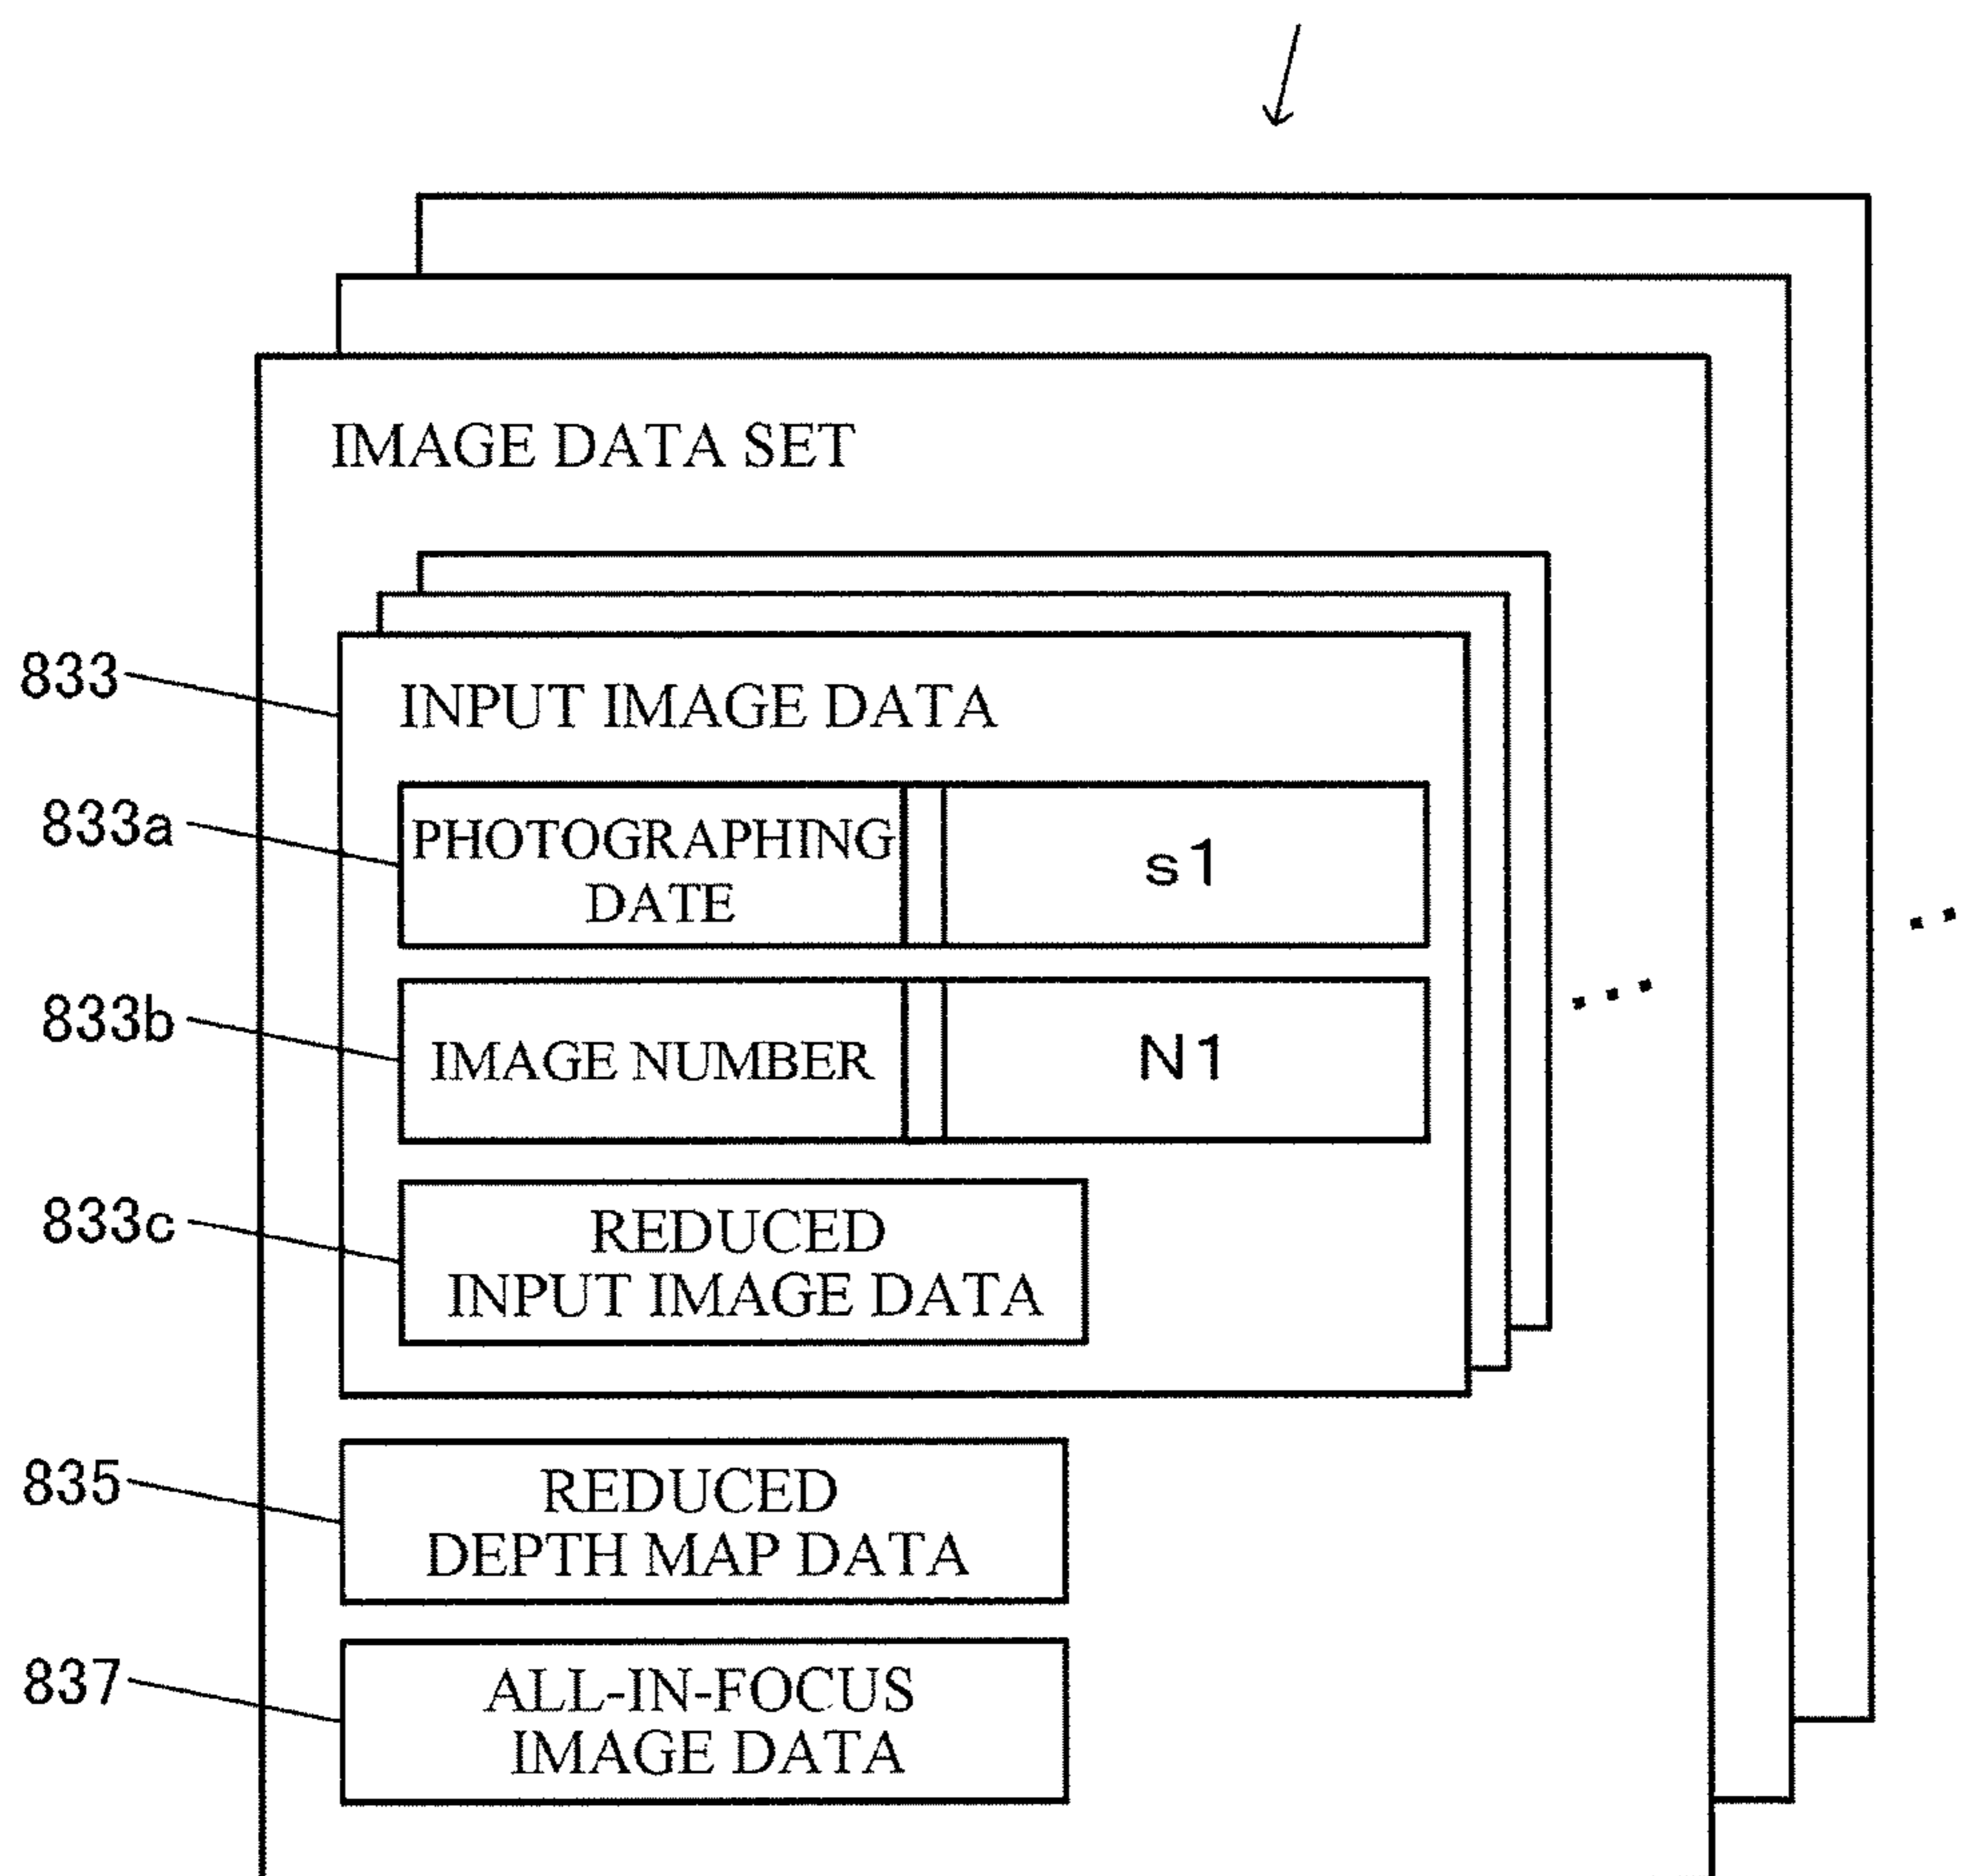 IMAGE DATA SET
833
INPUT IMAGE DATA
833a
PHOTOGRAPHING
DATE
s1
833b
IMAGE NUMBER
N1
833c
REDUCED
INPUT IMAGE DATA
835
REDUCED
DEPTH MAP DATA
837
ALL-IN-FOCUS
IMAGE DATA